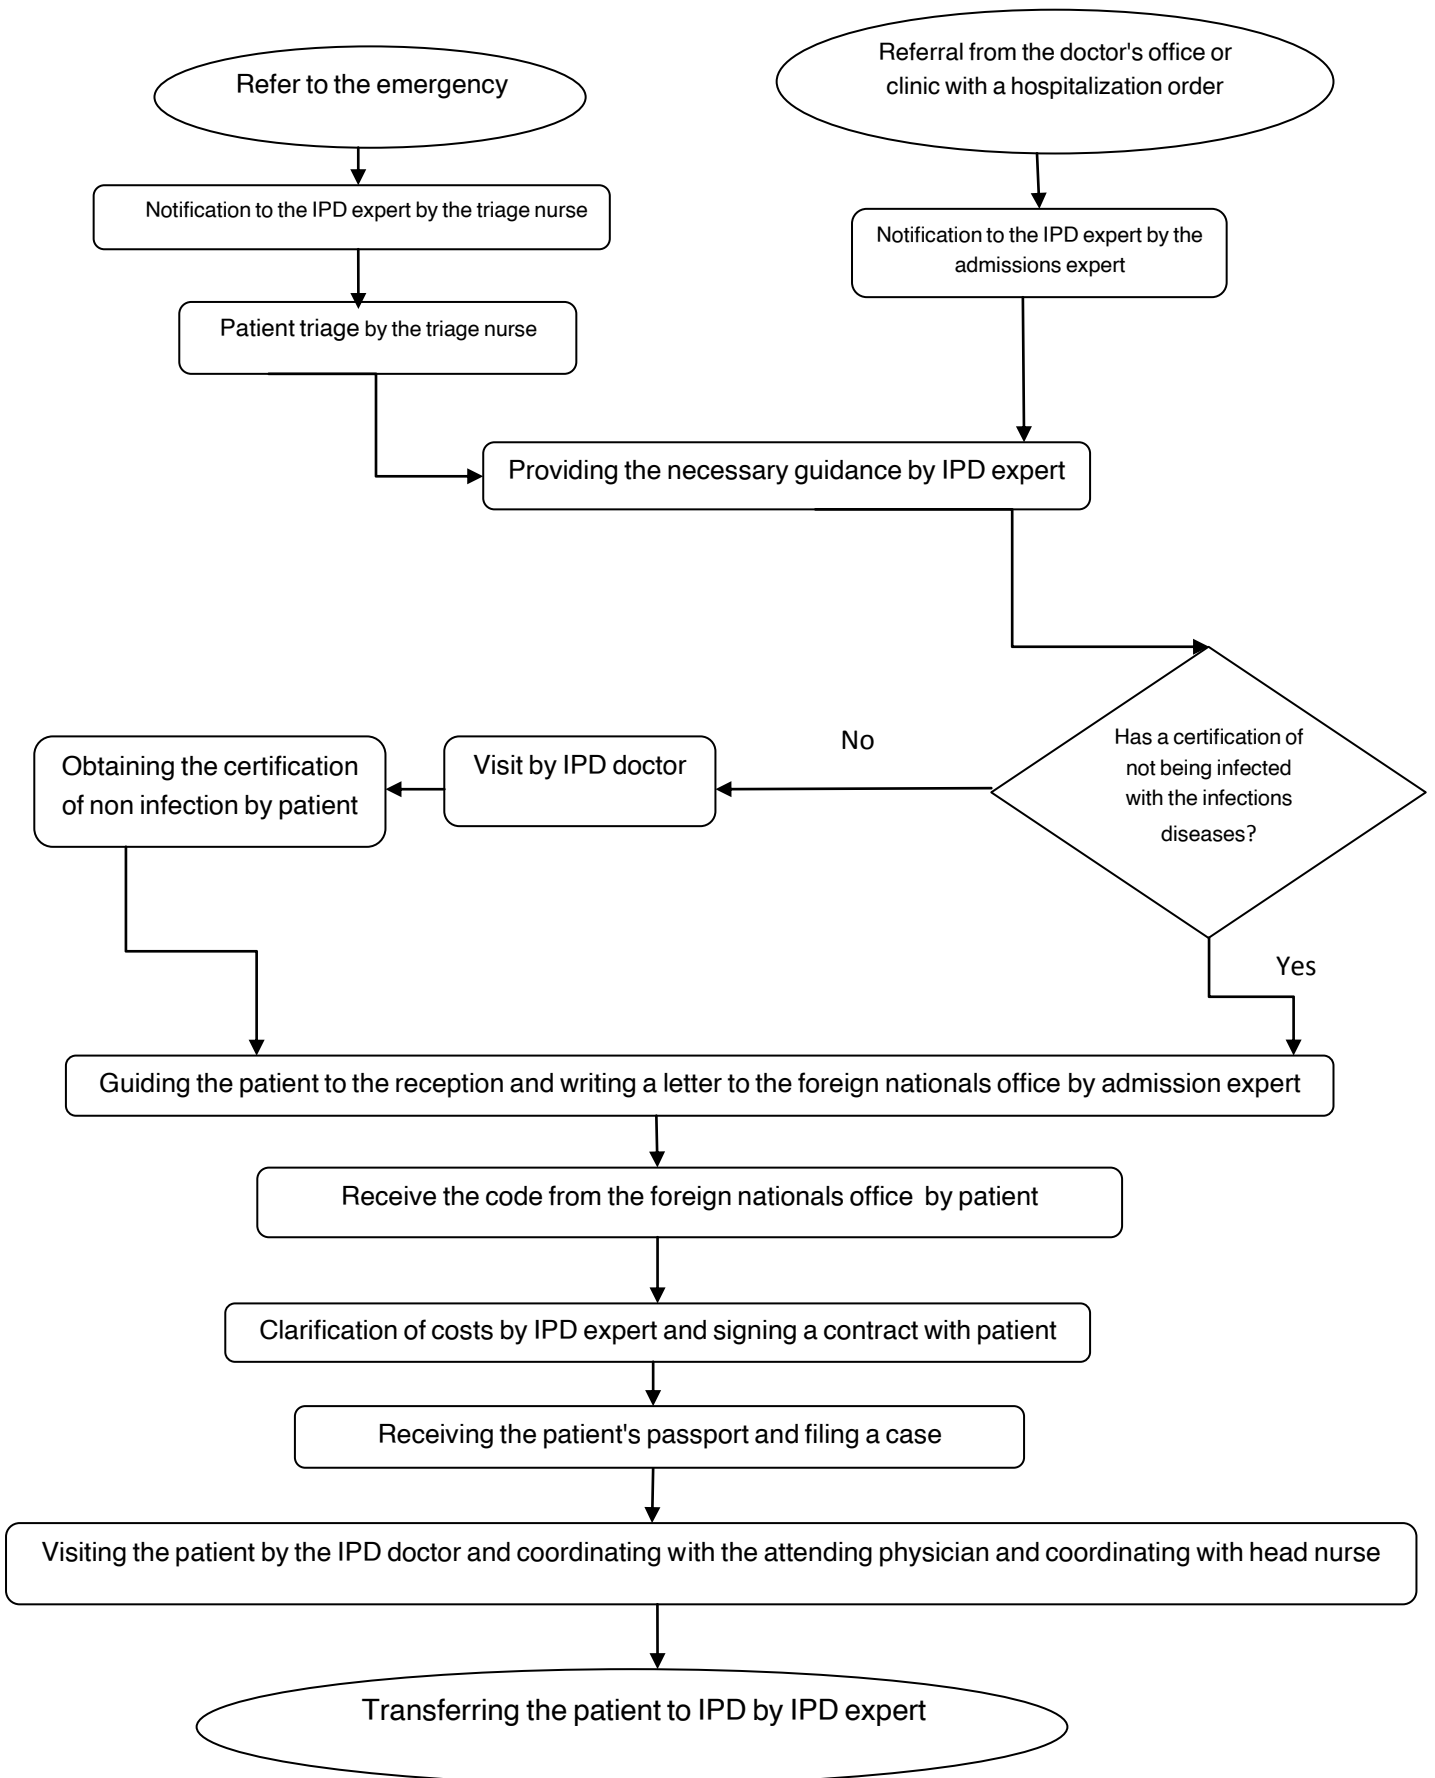 Refer to the emergency
Referral from the doctor's office or
clinic with a hospitalization order
Notification to the IPD expert by the triage nurse
Notification to the IPD expert by the
admissions expert
Patient triage by the triage nurse
Providing the necessary guidance by IPD expert
Has a certification of
not being infected
with the infections
diseases?
No
Visit by IPD doctor
Obtaining the certification
of non infection by patient
Yes
Guiding the patient to the reception and writing a letter to the foreign nationals office by admission expert
Receive the code from the foreign nationals office by patient
Clarification of costs by IPD expert and signing a contract with patient
Receiving the patient's passport and filing a case
Visiting the patient by the IPD doctor and coordinating with the attending physician and coordinating with head nurse
Transferring the patient to IPD by IPD expert